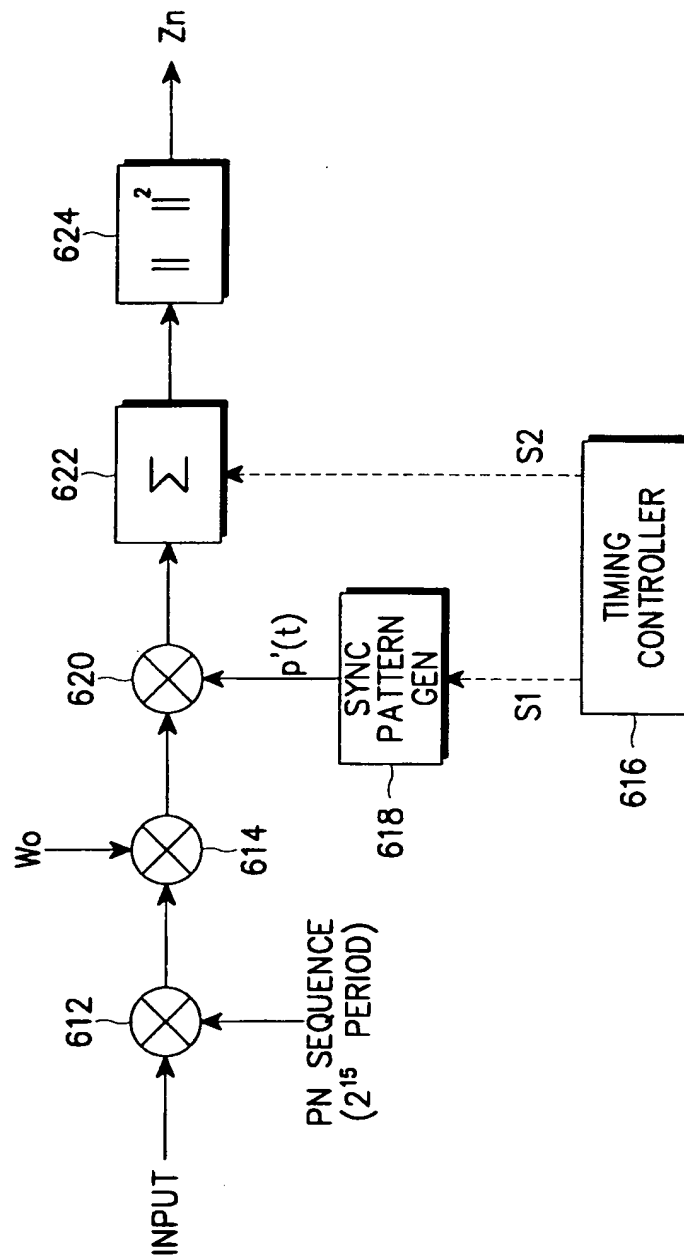 INPUT
612
PN SEQUENCE
(2¹⁵ PERIOD)
Wo
614
620
p'(t)
SYNC
PATTERN
GEN
618
S1
622
Σ
S2
TIMING
CONTROLLER
616
624
|| ||²
Zn